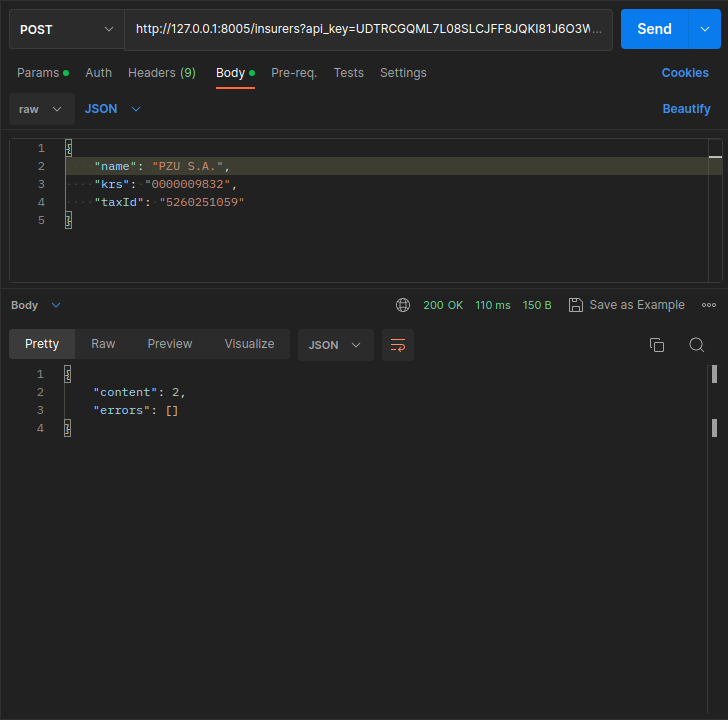 POST http://127.0.0.1:8005/insurers?api_key=UDTRCGQML7L08SLCJFF8JQKI81J6O3W... Send
Params Auth Headers (9) Body Pre-req. Tests Settings Cookies
raw JSON Beautify
1 {
2 "name": "PZU S.A.",
3 "krs": "0000009832",
4 "taxId": "5260251059"
5 }
Body 200 OK 110 ms 150 B Save as Example
Pretty Raw Preview Visualize JSON
1 {
2 "content": 2,
3 "errors": []
4 }